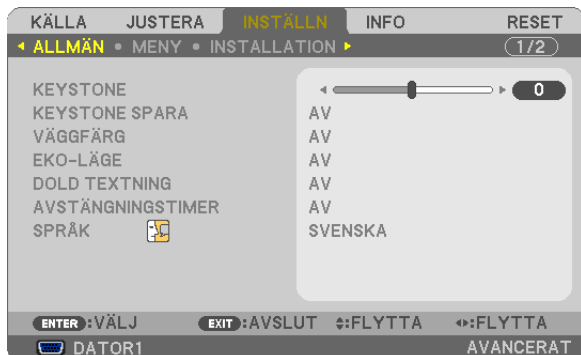 KÄLLA JUSTERA INSTÄLLN INFO RESET
ALLMÄN • MENY • INSTALLATION 1/2
KEYSTONE 0
KEYSTONE SPARA AV
VÄGGFÄRG AV
EKO-LÄGE AV
DOLD TEXTNING AV
AVSTÄNGNINGSTIMER AV
SPRÅK SVENSKA
ENTER :VÄLJ EXIT :AVSLUT :FLYTTA :FLYTTA
DATOR1 AVANCERAT